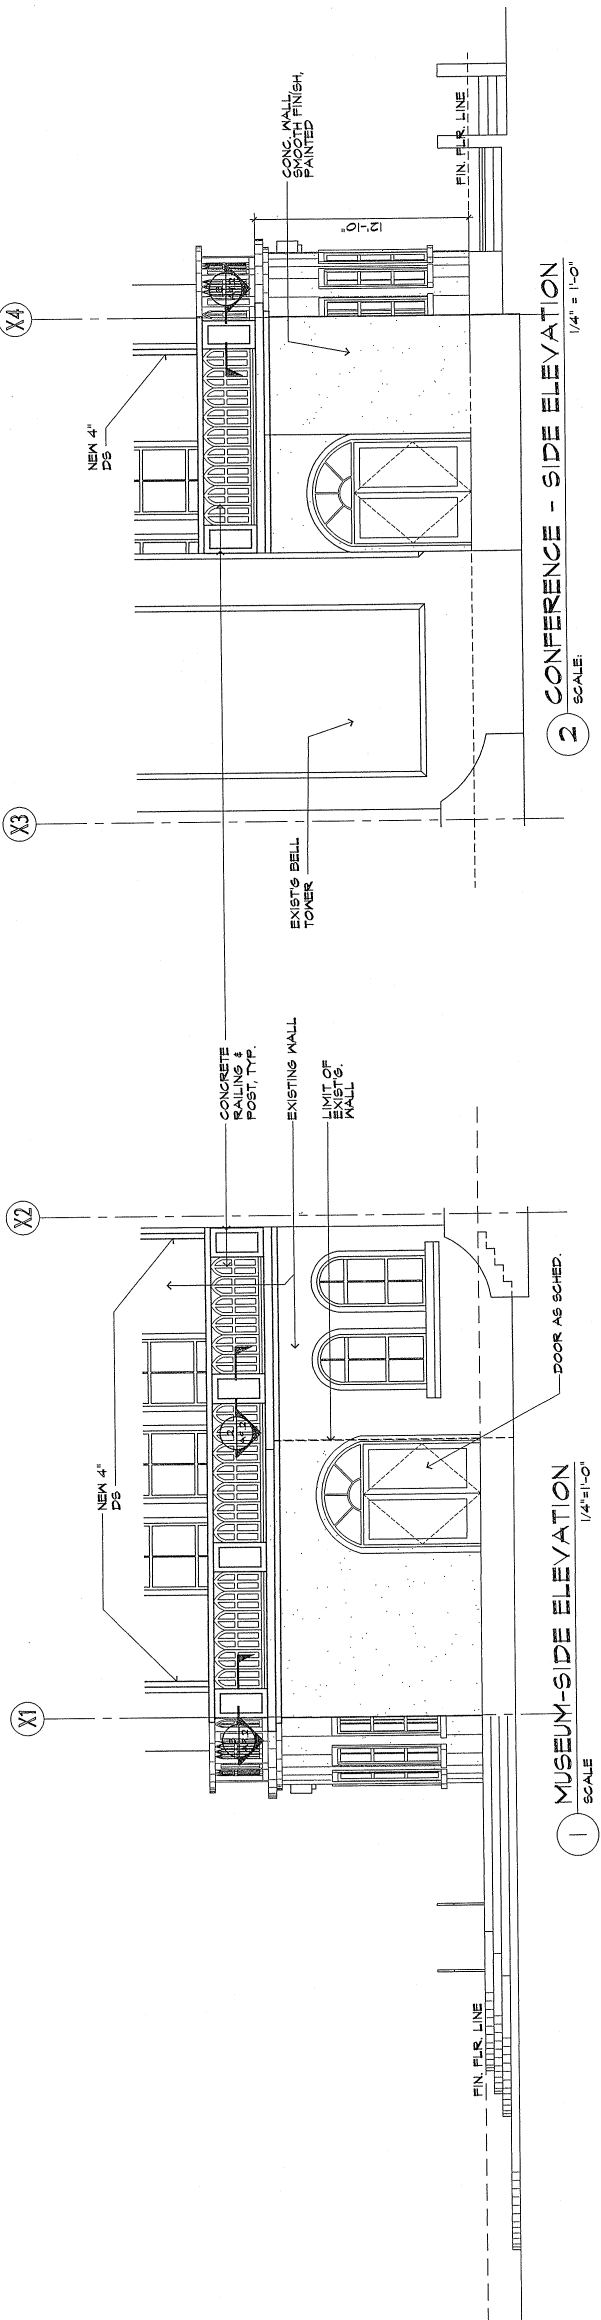 X1
X2
X3
X4
NEW 4"
DS
NEW 4"
DS
CONCRETE
RAILING &
POST, TYP.
EXISTING WALL
LIMIT OF
EXIST'G.
WALL
EXIST'G BELL
TOWER
CONC. WALL,
SMOOTH FINISH,
PAINTED
12'-10"
FIN. FLR. LINE
FIN. FLR. LINE
DOOR AS SCHED.
1
MUSEUM-SIDE ELEVATION
SCALE
1/4"=1'-0"
2
CONFERENCE - SIDE ELEVATION
SCALE:
1/4" = 1'-0"